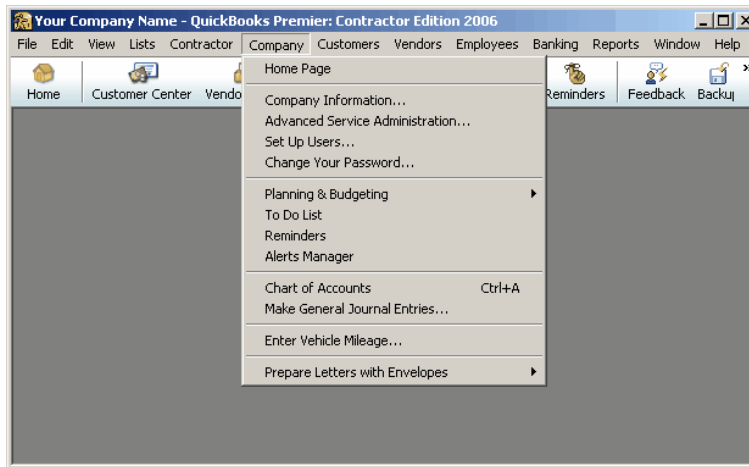 Your Company Name - QuickBooks Premier: Contractor Edition 2006
File Edit View Lists Contractor Company Customers Vendors Employees Banking Reports Window Help
Home Customer Center Vendo Reminders Feedback Backup
Home Page
Company Information...
Advanced Service Administration...
Set Up Users...
Change Your Password...
Planning & Budgeting
To Do List
Reminders
Alerts Manager
Chart of Accounts Ctrl+A
Make General Journal Entries...
Enter Vehicle Mileage...
Prepare Letters with Envelopes